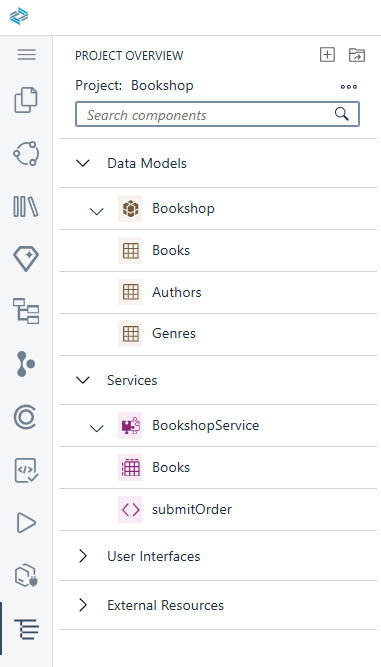 PROJECT OVERVIEW
Project: Bookshop
Search components
Data Models
Bookshop
Books
Authors
Genres
Services
BookshopService
Books
submitOrder
User Interfaces
External Resources